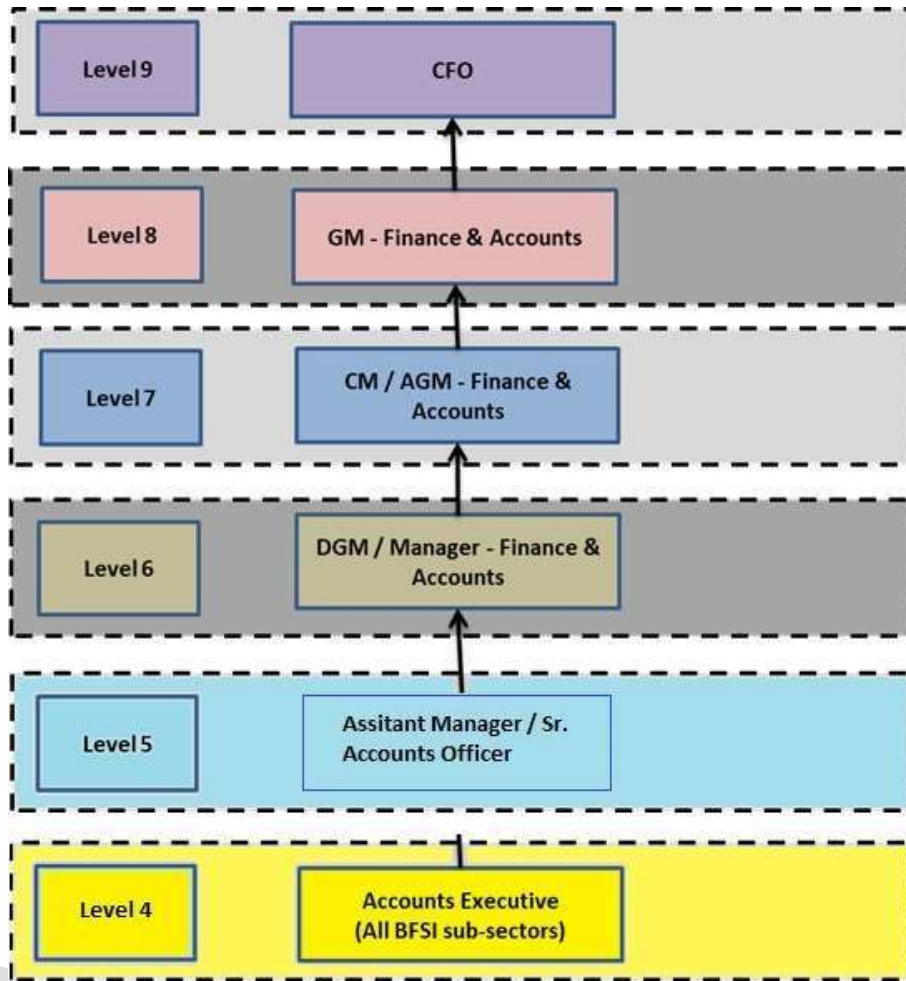 Level 9
CFO
Level 8
GM - Finance & Accounts
Level 7
CM / AGM - Finance &
Accounts
Level 6
DGM / Manager - Finance &
Accounts
Level 5
Assitant Manager / Sr.
Accounts Officer
Level 4
Accounts Executive
(All BFSI sub-sectors)